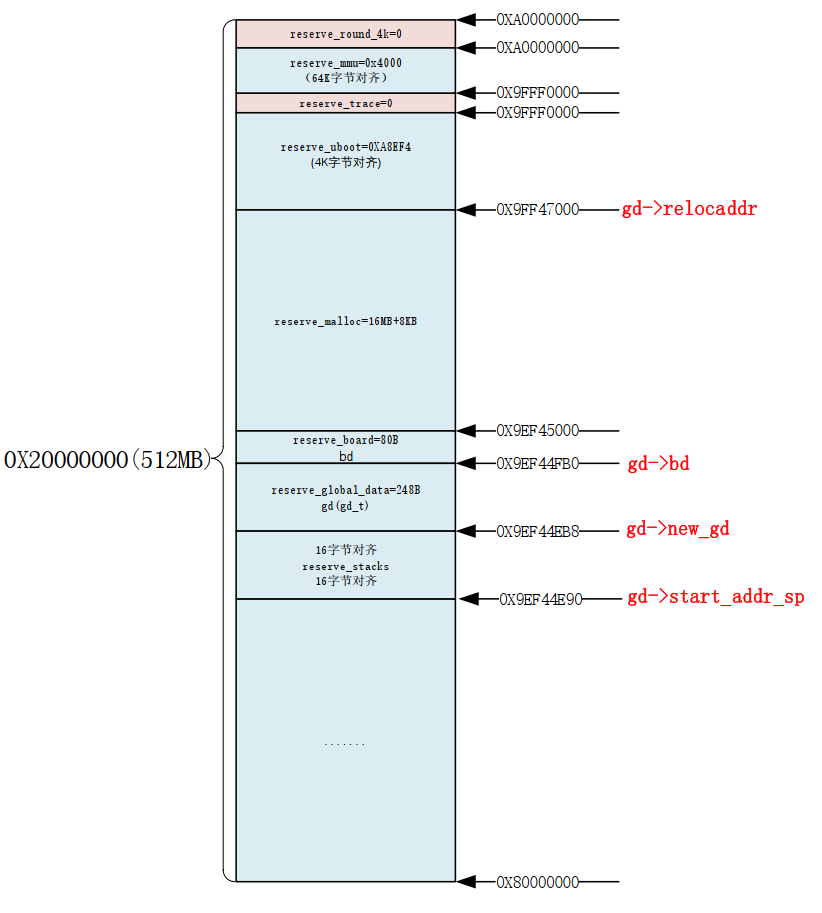 0XA0000000
reserve_round_4k=0
0XA0000000
reserve_mmu=0x4000
（64K字节对齐）
0X9FFF0000
reserve_trace=0
0X9FFF0000
reserve_uboot=0XA8EF4
(4K字节对齐)
0X9FF47000
gd->relocaddr
reserve_malloc=16MB+8KB
0X9EF45000
reserve_board=80B
bd
0X20000000(512MB)
0X9EF44FB0
gd->bd
reserve_global_data=248B
gd(gd_t)
0X9EF44EB8
gd->new_gd
16字节对齐
reserve_stacks
16字节对齐
0X9EF44E90
gd->start_addr_sp
.......
0X80000000